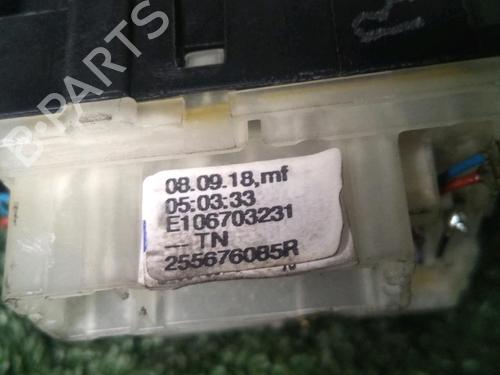 B-PARTS
08.09.18,mf
05:03:33
E106703231
--- TN
255676085R